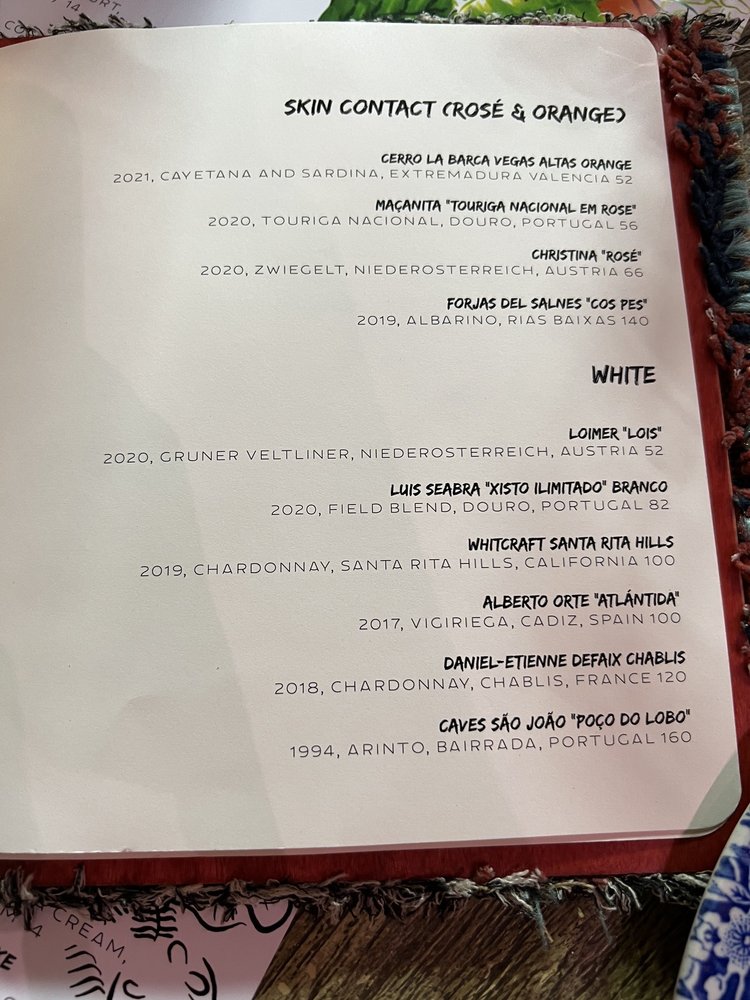 SKIN CONTACT (ROSÉ & ORANGE)
CERRO LA BARCA VEGAS ALTAS ORANGE
2021, CAYETANA AND SARDINA, EXTREMADURA VALENCIA 52
MAÇANITA "TOURIGA NACIONAL EM ROSE"
2020, TOURIGA NACIONAL, DOURO, PORTUGAL 56
CHRISTINA "ROSÉ"
2020, ZWIEGELT, NIEDEROSTERREICH, AUSTRIA 66
FORJAS DEL SALNES "COS PES"
2019, ALBARINO, RIAS BAIXAS 140
WHITE
LOIMER "LOIS"
2020, GRUNER VELTLINER, NIEDEROSTERREICH, AUSTRIA 52
LUIS SEABRA "XISTO ILIMITADO" BRANCO
2020, FIELD BLEND, DOURO, PORTUGAL 82
WHITCRAFT SANTA RITA HILLS
2019, CHARDONNAY, SANTA RITA HILLS, CALIFORNIA 100
ALBERTO ORTE "ATLÁNTIDA"
2017, VIGIRIEGA, CADIZ, SPAIN 100
DANIEL-ETIENNE DEFAIX CHABLIS
2018, CHARDONNAY, CHABLIS, FRANCE 120
CAVES SÃO JOÃO "POÇO DO LOBO"
1994, ARINTO, BAIRRADA, PORTUGAL 160
CREAM,